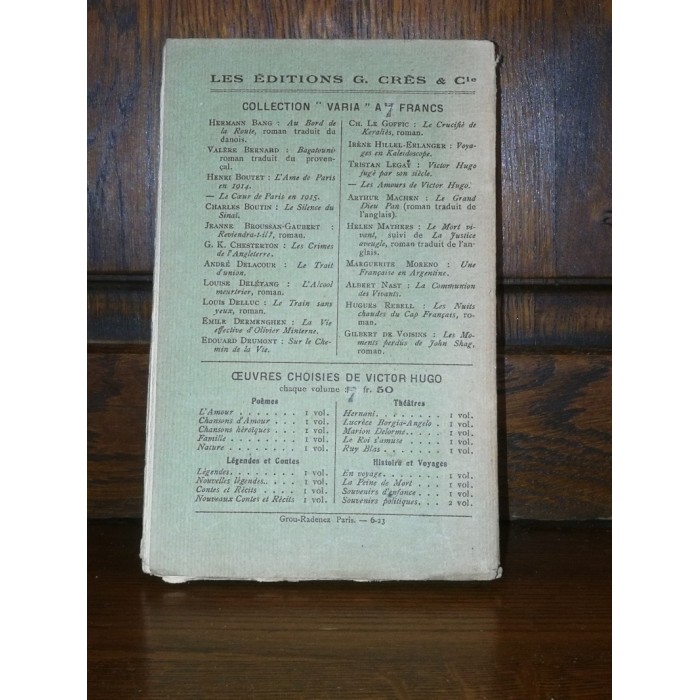 LES ÉDITIONS G. CRÈS & Cie
COLLECTION " VARIA " A 7 FRANCS
HERMANN BANG : Au Bord de
la Route, roman traduit du
danois.
VALÈRE BERNARD : Bagatouni
roman traduit du proven-
çal.
HENRI BOUTET : L'Ame de Paris
en 1914.
— Le Cœur de Paris en 1915.
CHARLES BOUTIN : Le Silence du
Sinaï.
JEANNE BROUSSAN-GAUBERT :
Reviendra-t-il?, roman.
G. K. CHESTERTON : Les Crimes
de l'Angleterre.
ANDRÉ DELACOUR : Le Trait
d'union.
LOUISE DELÉTANG : L'Alcool
meurtrier, roman.
LOUIS DELLUC : Le Train sans
yeux, roman.
EMILE DERMENGHEM : La Vie
effective d'Olivier Minterne.
EDOUARD DRUMONT : Sur le Che-
min de la Vie.
CH. LE GOFFIC : Le Crucifié de
Keraliès, roman.
IRÈNE HILLEL-ERLANGER : Voya-
ges en Kaléidoscope.
TRISTAN LEGAY : Victor Hugo
jugé par son siècle.
— Les Amours de Victor Hugo.
ARTHUR MACHEN : Le Grand
Dieu Pan (roman traduit de
l'anglais).
HELEN MATHERS : Le Mort vi-
vant, suivi de La Justice
aveugle, roman traduit de l'an-
glais.
MARGUERITE MORENO : Une
Française en Argentine.
ALBERT NAST : La Communion
des Vivants.
HUGUES REBELL : Les Nuits
chaudes du Cap Français, ro-
man.
GILBERT DE VOISINS : Les Mo-
ments perdus de John Shag,
roman.
ŒUVRES CHOISIES DE VICTOR HUGO
chaque volume 7 fr. 50
Poèmes
L'Amour . . . . . . . 1 vol.
Chansons d'Amour . . . . 1 vol.
Chansons héroïques . . . . 1 vol.
Famille . . . . . . . 1 vol.
Nature . . . . . . . 1 vol.
Théâtres
Hernani. . . . . . . 1 vol.
Lucrèce Borgia-Angelo . 1 vol.
Marion Delorme. . . . . 1 vol.
Le Roi s'amuse . . . . 1 vol.
Ruy Blas . . . . . . 1 vol.
Légendes et Contes
Légendes. . . . . . . 1 vol.
Nouvelles légendes. . . . 1 vol.
Contes et Récits . . . . 1 vol.
Nouveaux Contes et Récits 1 vol.
Histoire et Voyages
En voyage. . . . . . 1 vol.
La Peine de Mort . . . 1 vol.
Souvenirs d'enfance . . . 1 vol.
Souvenirs politiques. . . 2 vol.
Grou-Radenez Paris. — 6-23